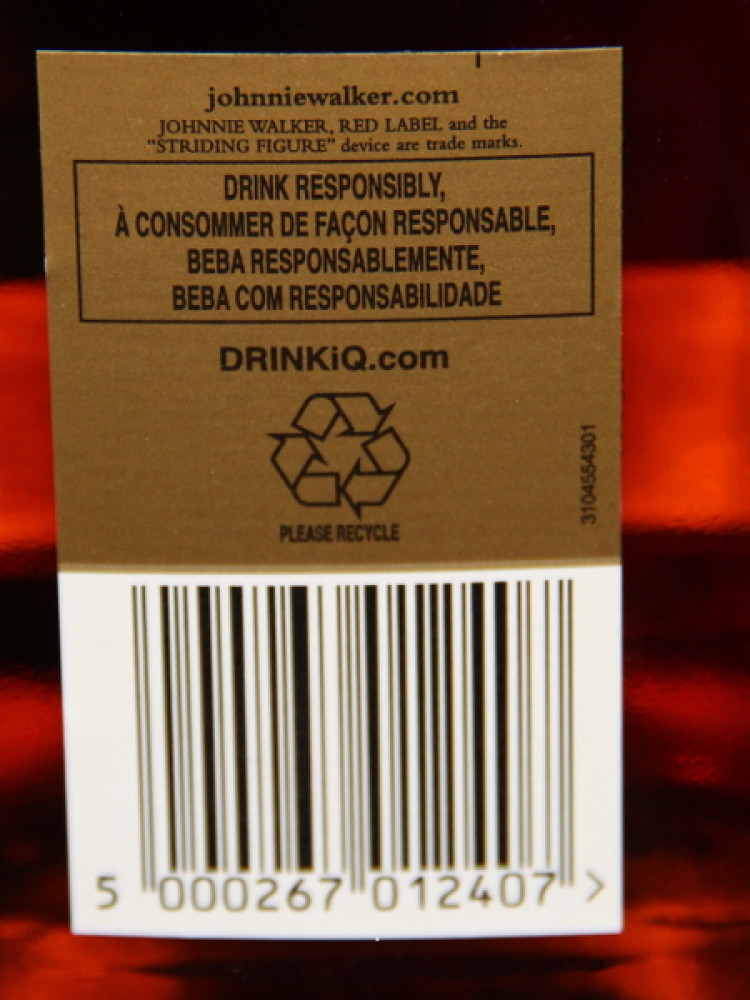 johnniewalker.com
JOHNNIE WALKER, RED LABEL and the
"STRIDING FIGURE" device are trade marks.
DRINK RESPONSIBLY,
À CONSOMMER DE FAÇON RESPONSABLE,
BEBA RESPONSABLEMENTE,
BEBA COM RESPONSABILIDADE
DRINKiQ.com
3104554301
PLEASE RECYCLE
5 000267 012407 >